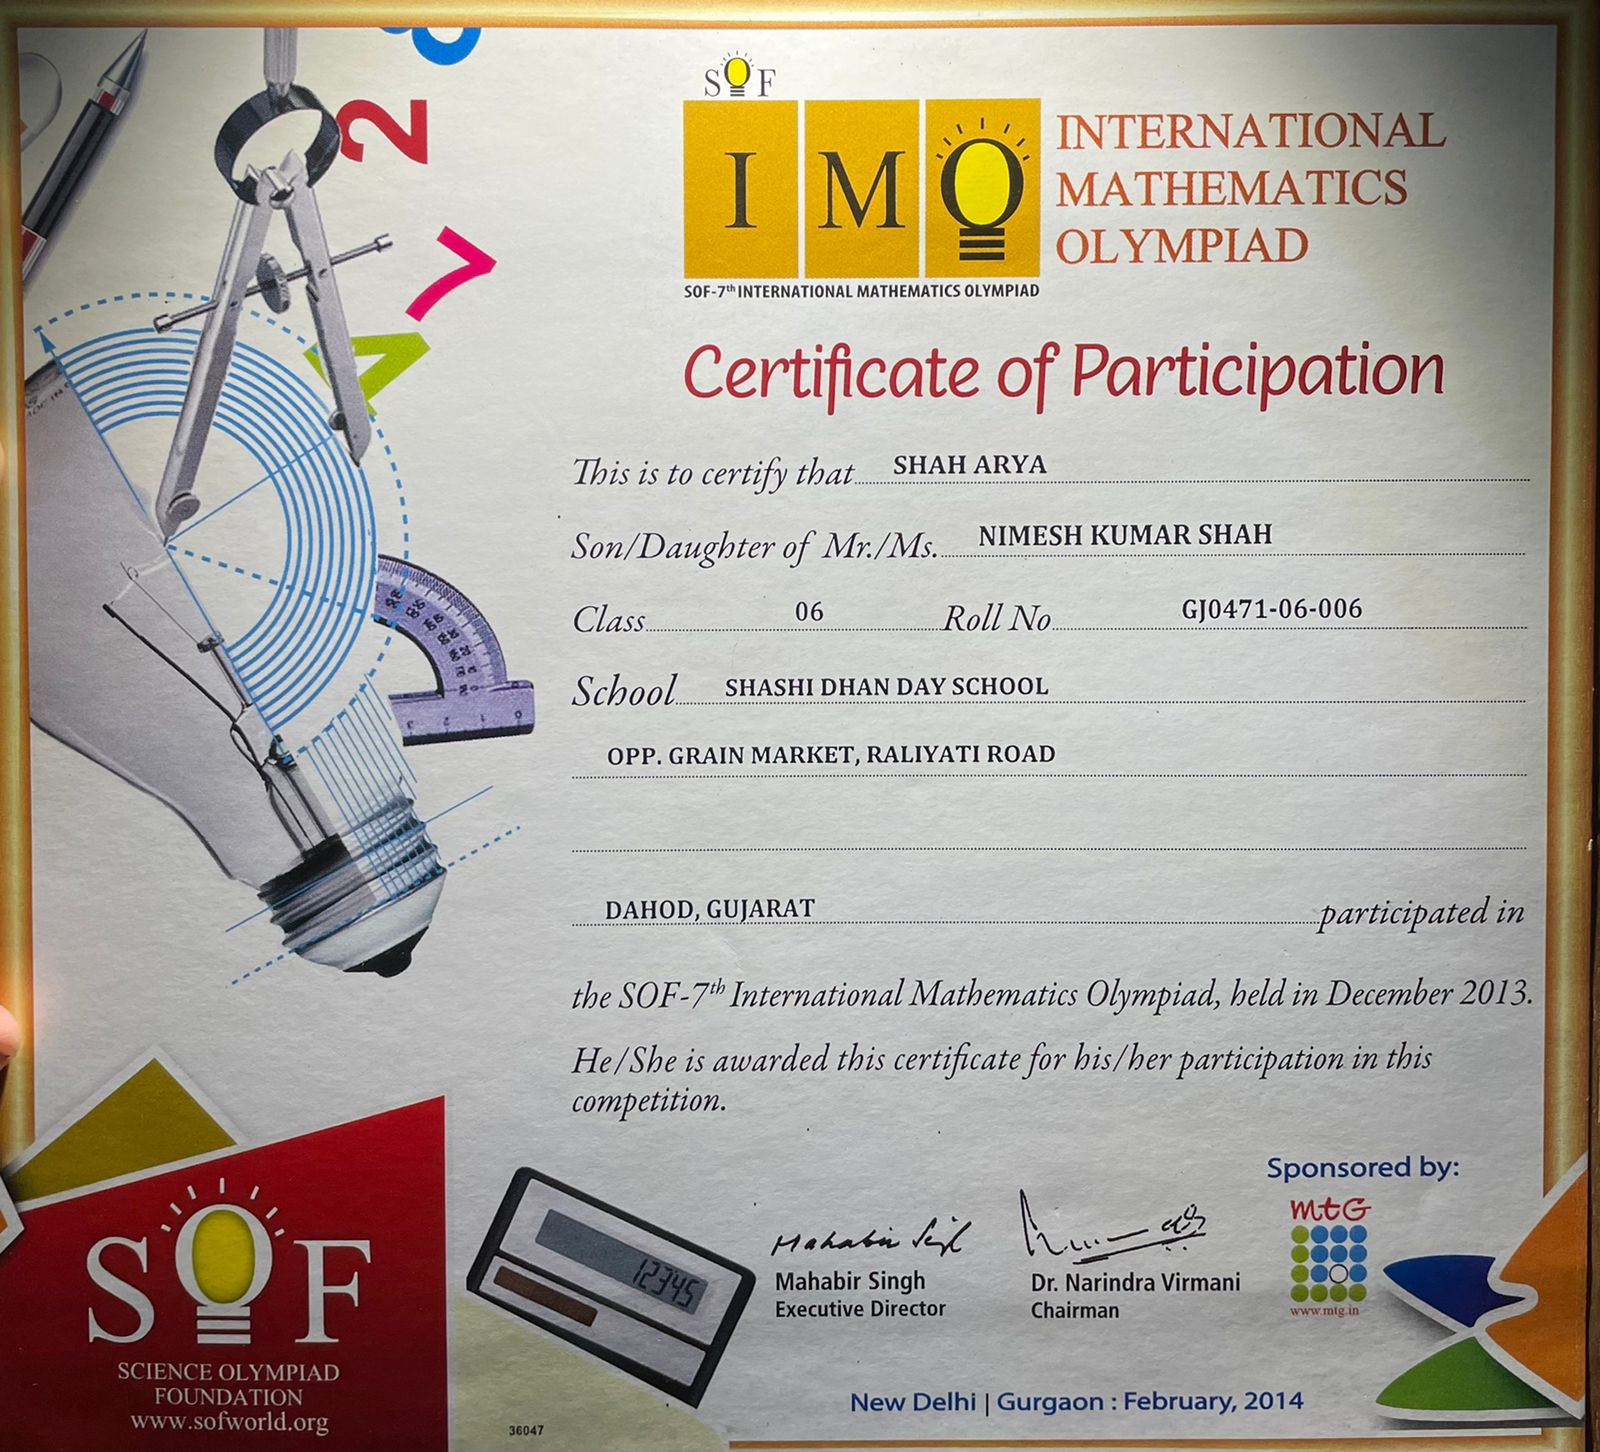 SOF
IMO
INTERNATIONAL
MATHEMATICS
OLYMPIAD
SOF-7th INTERNATIONAL MATHEMATICS OLYMPIAD
Certificate of Participation
This is to certify that SHAH ARYA
Son/Daughter of Mr./Ms. NIMESH KUMAR SHAH
Class 06 Roll No GJ0471-06-006
School SHASHI DHAN DAY SCHOOL
OPP. GRAIN MARKET, RALIYATI ROAD
DAHOD, GUJARAT participated in
the SOF-7th International Mathematics Olympiad, held in December 2013.
He/She is awarded this certificate for his/her participation in this
competition.
Sponsored by:
mtG
www.mtg.in
Mahabir Singh
Mahabir Singh
Executive Director
Dr. Narindra Virmani
Chairman
12345
SOF
SCIENCE OLYMPIAD
FOUNDATION
www.sofworld.org
New Delhi | Gurgaon : February, 2014
36047
2
7
4